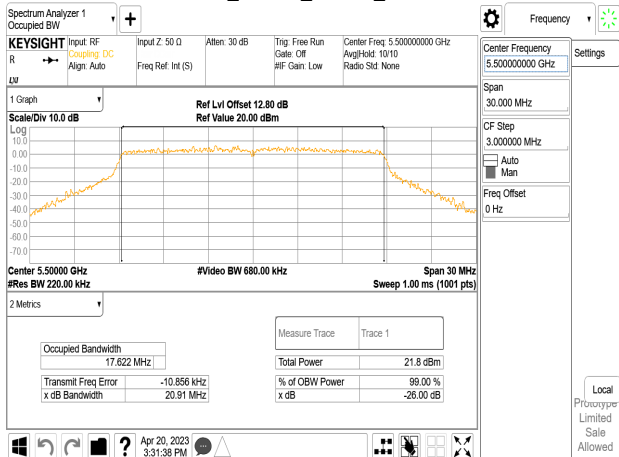 Spectrum Analyzer 1
Occupied BW
Frequency
KEYSIGHT
R
LXI
Input: RF
Coupling: DC
Align: Auto
Input Z: 50 Ω
Freq Ref: Int (S)
Atten: 30 dB
Trig: Free Run
Gate: Off
#IF Gain: Low
Center Freq: 5.500000000 GHz
Avg|Hold: 10/10
Radio Std: None
Center Frequency
5.500000000 GHz
Settings
Span
30.000 MHz
CF Step
3.000000 MHz
Auto
Man
Freq Offset
0 Hz
1 Graph
Scale/Div 10.0 dB
Ref Lvl Offset 12.80 dB
Ref Value 20.00 dBm
Log
10.0
0.00
-10.0
-20.0
-30.0
-40.0
-50.0
-60.0
-70.0
Center 5.50000 GHz
#Video BW 680.00 kHz
Span 30 MHz
#Res BW 220.00 kHz
Sweep 1.00 ms (1001 pts)
2 Metrics
Measure Trace Trace 1
Occupied Bandwidth
17.622 MHz
Total Power 21.8 dBm
Transmit Freq Error -10.856 kHz
% of OBW Power 99.00 %
x dB Bandwidth 20.91 MHz
x dB -26.00 dB
Local
Prototype
Limited
Sale
Allowed
?
Apr 20, 2023
3:31:38 PM